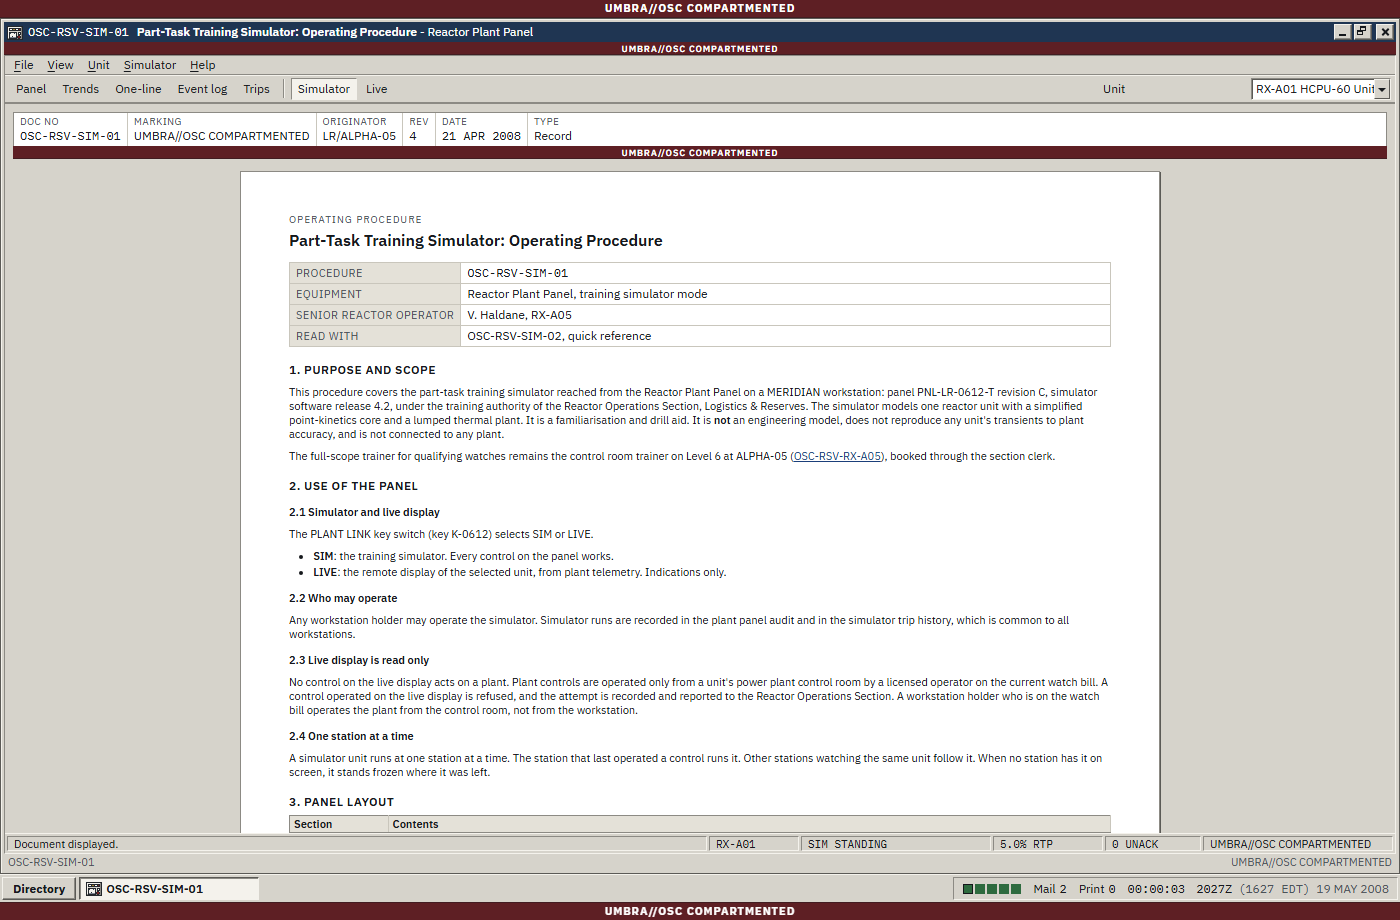 UMBRA//OSC COMPARTMENTED
OSC-RSV-SIM-01 Part-Task Training Simulator: Operating Procedure - Reactor Plant Panel
UMBRA//OSC COMPARTMENTED
File View Unit Simulator Help
Panel Trends One-line Event log Trips Simulator Live Unit RX-A01 HCPU-60 Unit
DOC NO MARKING ORIGINATOR REV DATE TYPE
OSC-RSV-SIM-01 UMBRA//OSC COMPARTMENTED LR/ALPHA-05 4 21 APR 2008 Record
UMBRA//OSC COMPARTMENTED
OPERATING PROCEDURE
Part-Task Training Simulator: Operating Procedure
PROCEDURE OSC-RSV-SIM-01
EQUIPMENT Reactor Plant Panel, training simulator mode
SENIOR REACTOR OPERATOR V. Haldane, RX-A05
READ WITH OSC-RSV-SIM-02, quick reference
1. PURPOSE AND SCOPE
This procedure covers the part-task training simulator reached from the Reactor Plant Panel on a MERIDIAN workstation: panel PNL-LR-0612-T revision C, simulator
software release 4.2, under the training authority of the Reactor Operations Section, Logistics & Reserves. The simulator models one reactor unit with a simplified
point-kinetics core and a lumped thermal plant. It is a familiarisation and drill aid. It is not an engineering model, does not reproduce any unit's transients to plant
accuracy, and is not connected to any plant.
The full-scope trainer for qualifying watches remains the control room trainer on Level 6 at ALPHA-05 (OSC-RSV-RX-A05), booked through the section clerk.
2. USE OF THE PANEL
2.1 Simulator and live display
The PLANT LINK key switch (key K-0612) selects SIM or LIVE.
• SIM: the training simulator. Every control on the panel works.
• LIVE: the remote display of the selected unit, from plant telemetry. Indications only.
2.2 Who may operate
Any workstation holder may operate the simulator. Simulator runs are recorded in the plant panel audit and in the simulator trip history, which is common to all
workstations.
2.3 Live display is read only
No control on the live display acts on a plant. Plant controls are operated only from a unit's power plant control room by a licensed operator on the current watch bill. A
control operated on the live display is refused, and the attempt is recorded and reported to the Reactor Operations Section. A workstation holder who is on the watch
bill operates the plant from the control room, not from the workstation.
2.4 One station at a time
A simulator unit runs at one station at a time. The station that last operated a control runs it. Other stations watching the same unit follow it. When no station has it on
screen, it stands frozen where it was left.
3. PANEL LAYOUT
Section Contents
Document displayed. RX-A01 SIM STANDING 5.0% RTP 0 UNACK UMBRA//OSC COMPARTMENTED
OSC-RSV-SIM-01 UMBRA//OSC COMPARTMENTED
Directory OSC-RSV-SIM-01 Mail 2 Print 0 00:00:03 2027Z (1627 EDT) 19 MAY 2008
UMBRA//OSC COMPARTMENTED